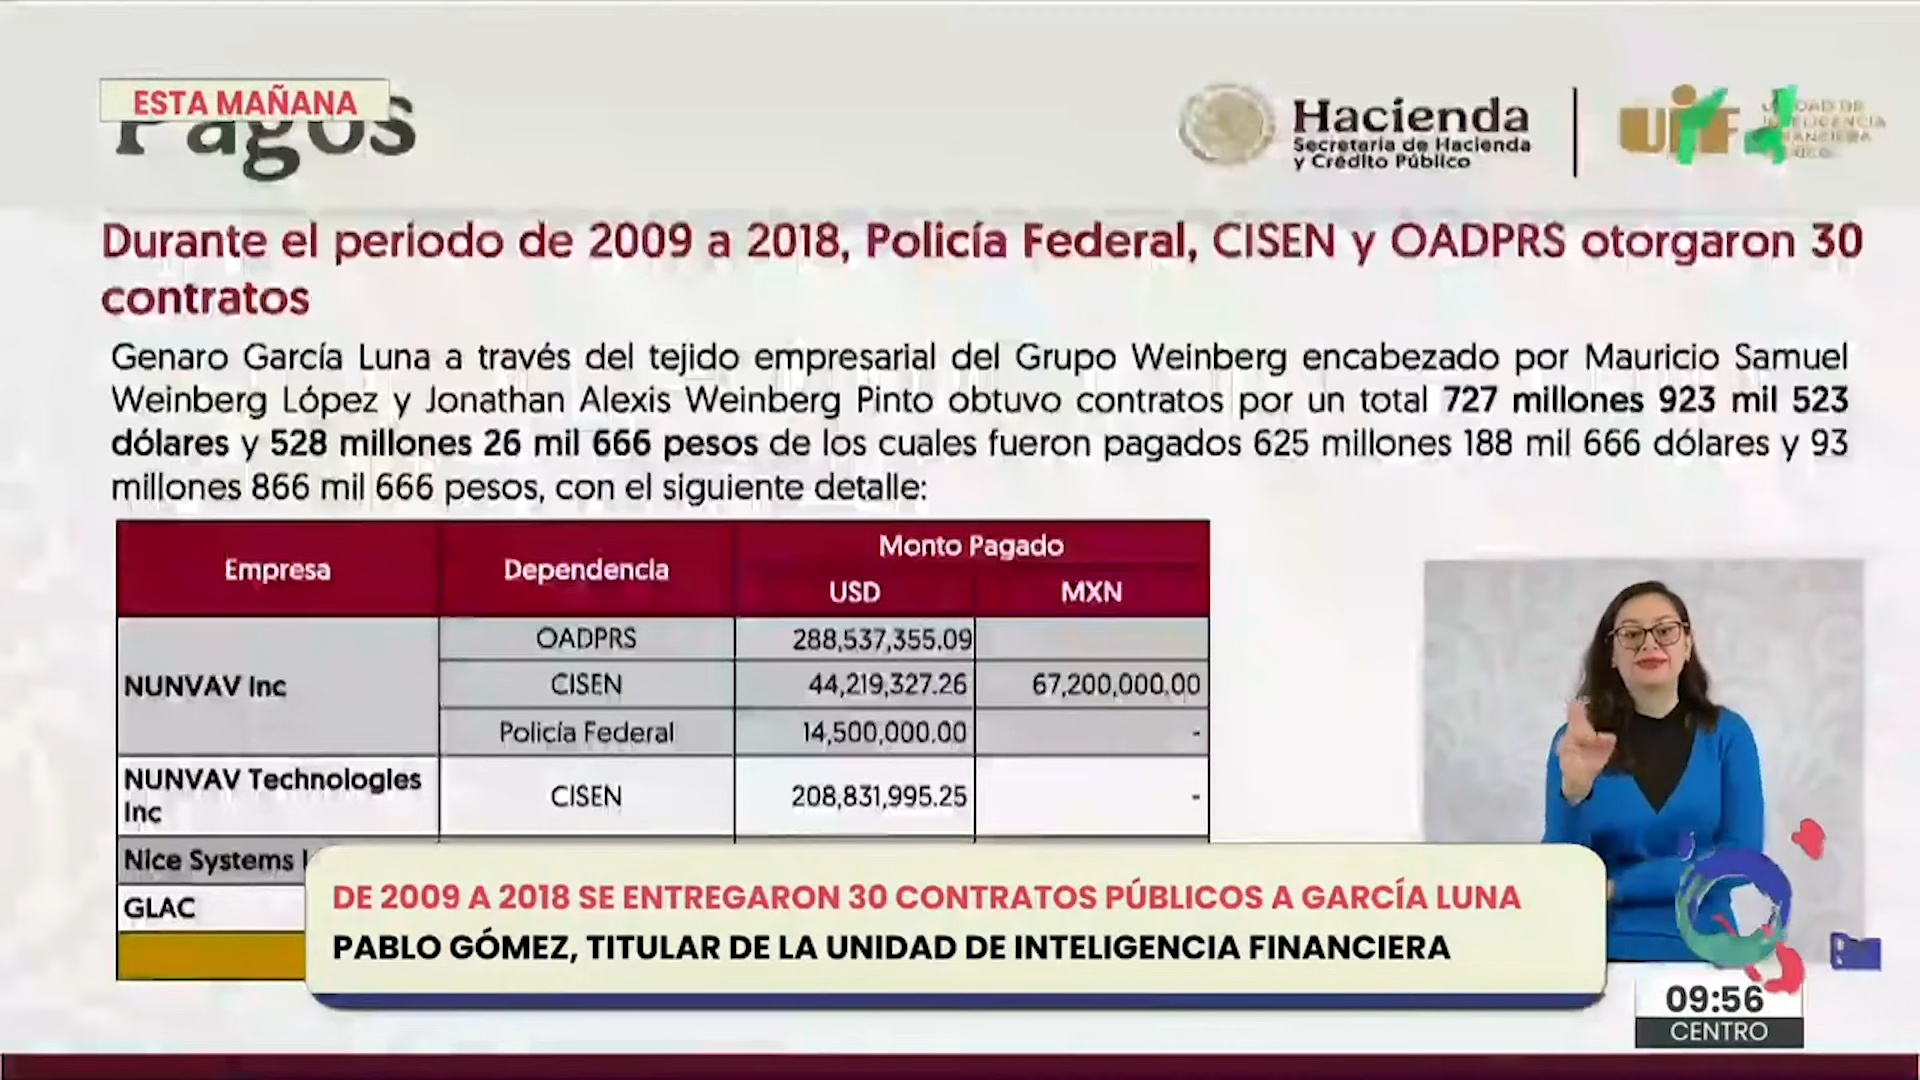 ESTA MAÑANA
Pagos
Hacienda
Secretaría de Hacienda
y Crédito Público
Durante el periodo de 2009 a 2018, Policía Federal, CISEN y OADPRS otorgaron 30
contratos
Genaro García Luna a través del tejido empresarial del Grupo Weinberg encabezado por Mauricio Samuel
Weinberg López y Jonathan Alexis Weinberg Pinto obtuvo contratos por un total 727 millones 923 mil 523
dólares y 528 millones 26 mil 666 pesos de los cuales fueron pagados 625 millones 188 mil 666 dólares y 93
millones 866 mil 666 pesos, con el siguiente detalle:
Empresa Dependencia Monto Pagado
USD MXN
NUNVAV Inc
OADPRS 288,537,355.09
CISEN 44,219,327.26 67,200,000.00
Policía Federal 14,500,000.00 -
NUNVAV Technologies
Inc
CISEN 208,831,995.25 -
Nice Systems
GLAC
DE 2009 A 2018 SE ENTREGARON 30 CONTRATOS PÚBLICOS A GARCÍA LUNA
PABLO GÓMEZ, TITULAR DE LA UNIDAD DE INTELIGENCIA FINANCIERA
09:56
CENTRO